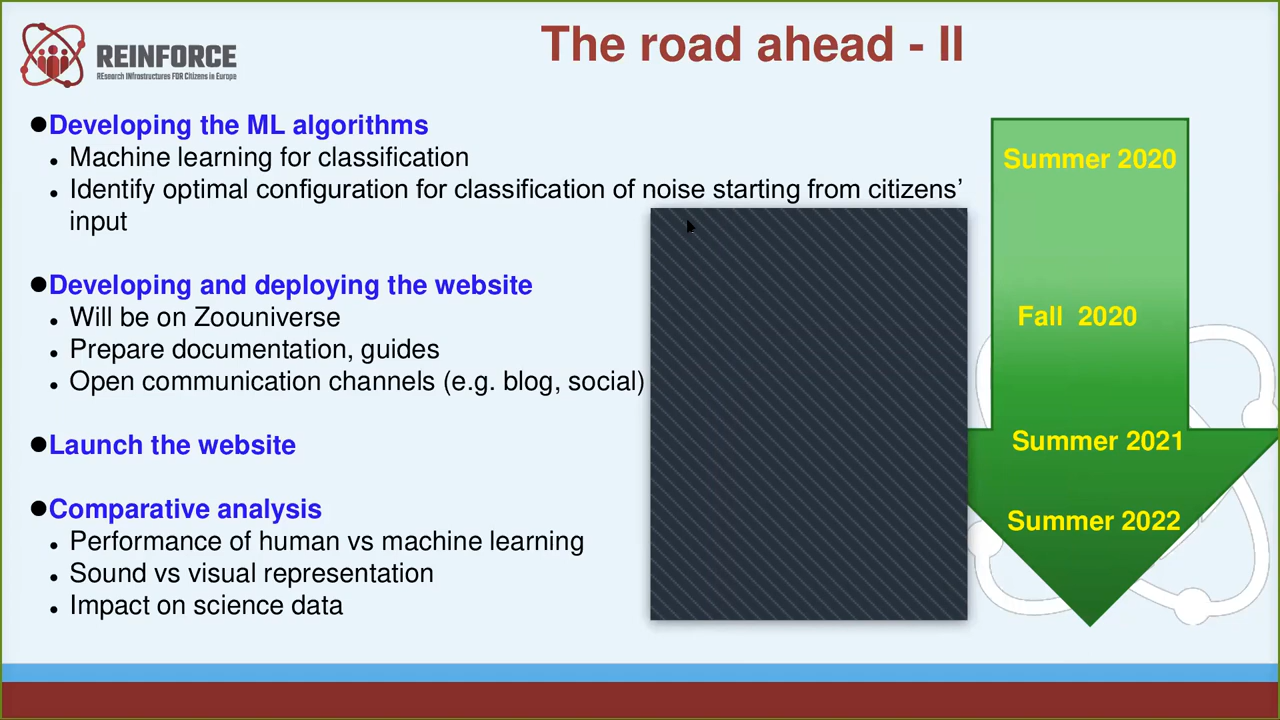 REINFORCE
REsearch INfrastructures FOR Citizens in Europe
The road ahead - II
Developing the ML algorithms
Machine learning for classification
Identify optimal configuration for classification of noise starting from citizens'
input
Developing and deploying the website
Will be on Zoouniverse
Prepare documentation, guides
Open communication channels (e.g. blog, social)
Launch the website
Comparative analysis
Performance of human vs machine learning
Sound vs visual representation
Impact on science data
Summer 2020
Fall 2020
Summer 2021
Summer 2022